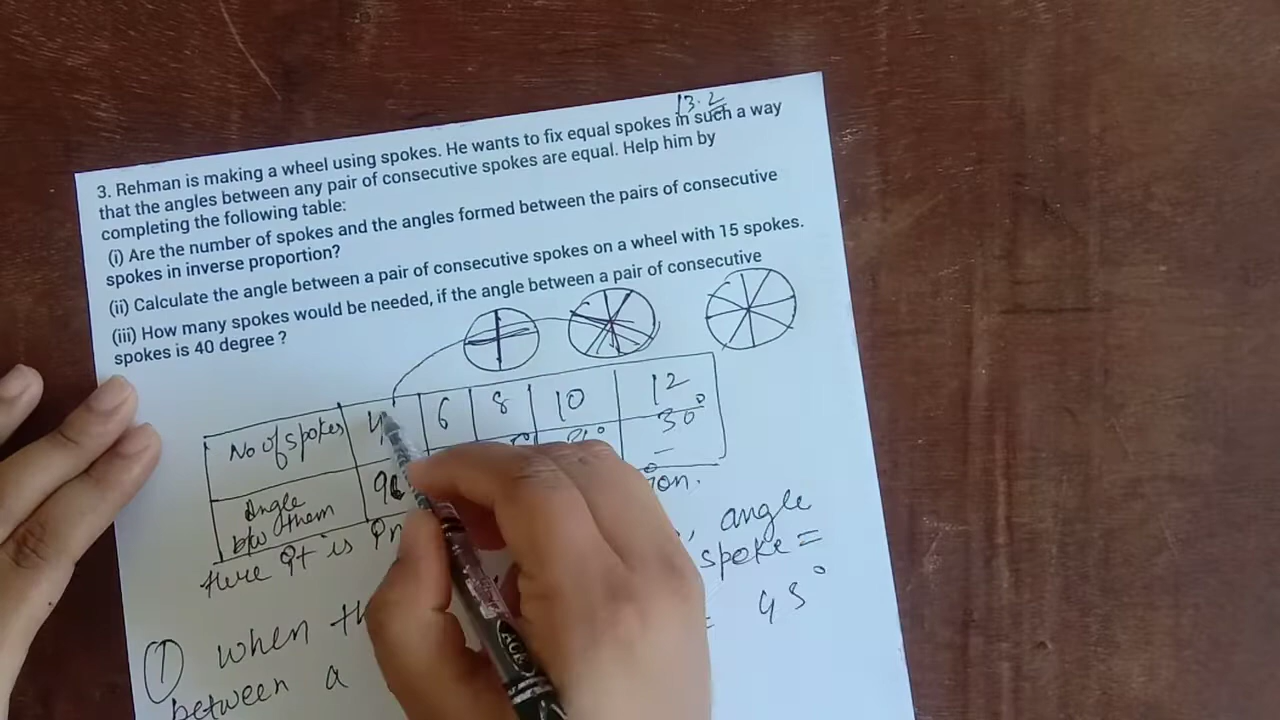 13.2
3. Rehman is making a wheel using spokes. He wants to fix equal spokes in such a way
that the angles between any pair of consecutive spokes are equal. Help him by
completing the following table:
(i) Are the number of spokes and the angles formed between the pairs of consecutive
spokes in inverse proportion?
(ii) Calculate the angle between a pair of consecutive spokes on a wheel with 15 spokes.
(iii) How many spokes would be needed, if the angle between a pair of consecutive
spokes is 40 degree ?
No of spokes 4 6 8 10 12
Angle
b/w them 30°
Here it is
angle
① when
spoke =
between a = 45°